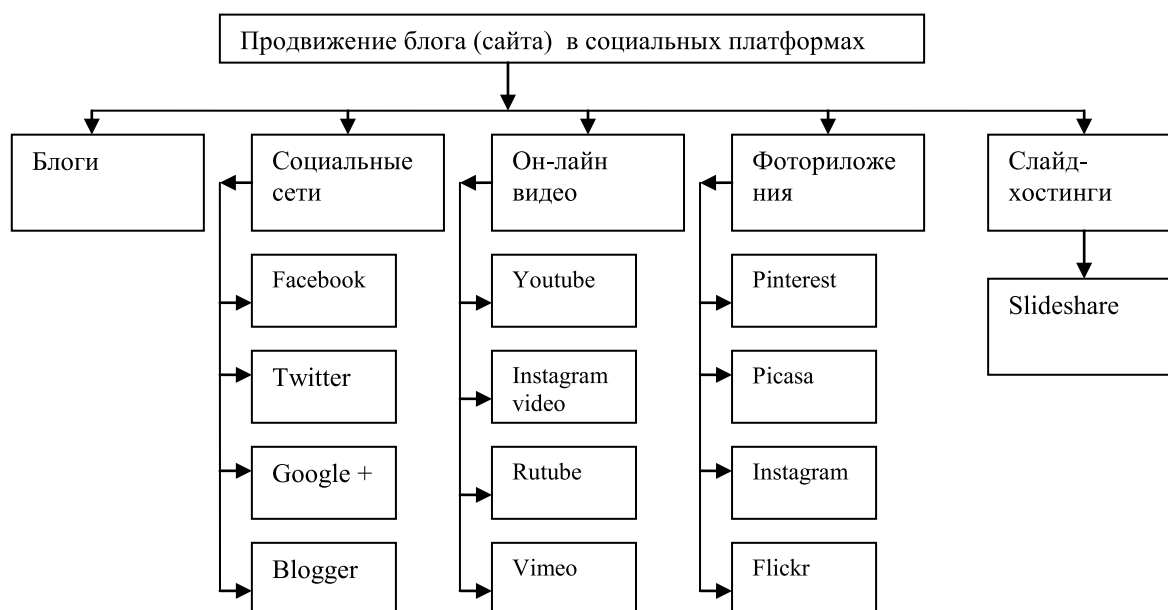 Продвижение блога (сайта) в социальных платформах
Блоги
Социальные
сети
Facebook
Twitter
Google +
Blogger
Он-лайн
видео
Youtube
Instagram
video
Rutube
Vimeo
Фоториложе
ния
Pinterest
Picasa
Instagram
Flickr
Слайд-
хостинги
Slideshare